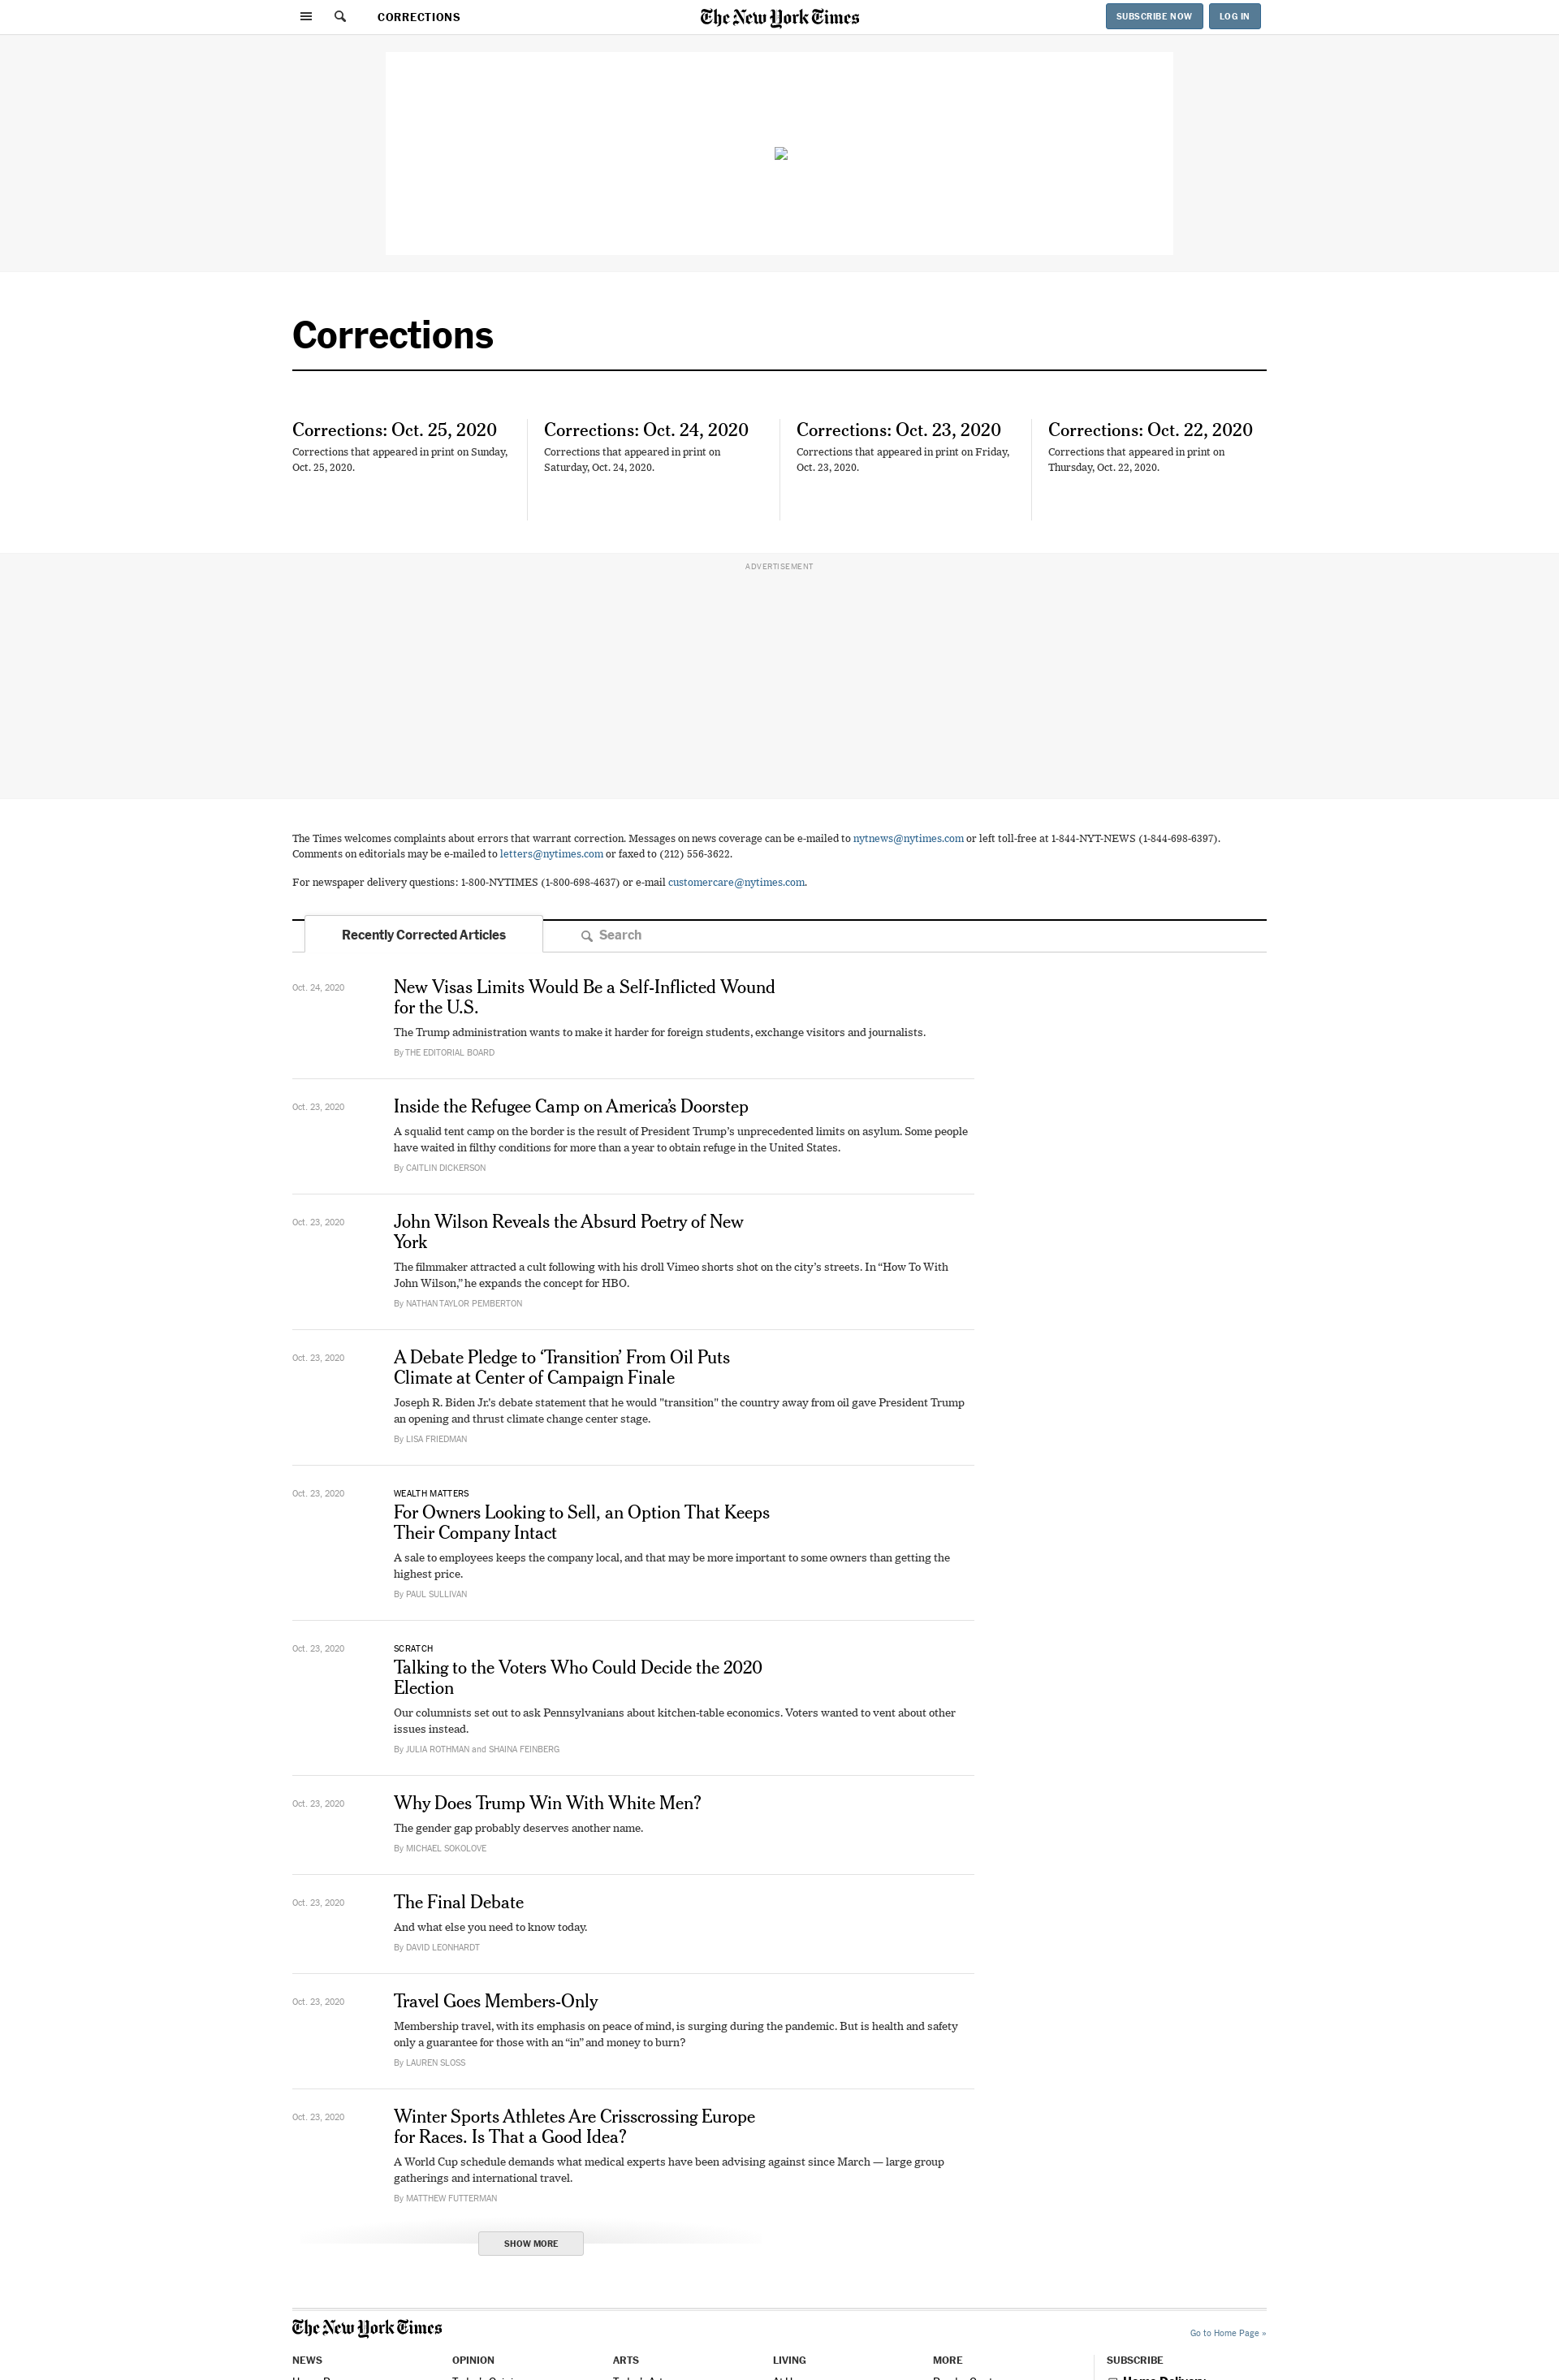 CORRECTIONS
The New York Times
SUBSCRIBE NOW
LOG IN
Corrections
Corrections: Oct. 25, 2020
Corrections that appeared in print on Sunday,
Oct. 25, 2020.
Corrections: Oct. 24, 2020
Corrections that appeared in print on
Saturday, Oct. 24, 2020.
Corrections: Oct. 23, 2020
Corrections that appeared in print on Friday,
Oct. 23, 2020.
Corrections: Oct. 22, 2020
Corrections that appeared in print on
Thursday, Oct. 22, 2020.
ADVERTISEMENT
The Times welcomes complaints about errors that warrant correction. Messages on news coverage can be e-mailed to nytnews@nytimes.com or left toll-free at 1-844-NYT-NEWS (1-844-698-6397).
Comments on editorials may be e-mailed to letters@nytimes.com or faxed to (212) 556-3622.
For newspaper delivery questions: 1-800-NYTIMES (1-800-698-4637) or e-mail customercare@nytimes.com.
Recently Corrected Articles
Search
Oct. 24, 2020
New Visas Limits Would Be a Self-Inflicted Wound
for the U.S.
The Trump administration wants to make it harder for foreign students, exchange visitors and journalists.
By THE EDITORIAL BOARD
Oct. 23, 2020
Inside the Refugee Camp on America’s Doorstep
A squalid tent camp on the border is the result of President Trump’s unprecedented limits on asylum. Some people
have waited in filthy conditions for more than a year to obtain refuge in the United States.
By CAITLIN DICKERSON
Oct. 23, 2020
John Wilson Reveals the Absurd Poetry of New
York
The filmmaker attracted a cult following with his droll Vimeo shorts shot on the city’s streets. In “How To With
John Wilson,” he expands the concept for HBO.
By NATHAN TAYLOR PEMBERTON
Oct. 23, 2020
A Debate Pledge to ‘Transition’ From Oil Puts
Climate at Center of Campaign Finale
Joseph R. Biden Jr.’s debate statement that he would "transition" the country away from oil gave President Trump
an opening and thrust climate change center stage.
By LISA FRIEDMAN
Oct. 23, 2020
WEALTH MATTERS
For Owners Looking to Sell, an Option That Keeps
Their Company Intact
A sale to employees keeps the company local, and that may be more important to some owners than getting the
highest price.
By PAUL SULLIVAN
Oct. 23, 2020
SCRATCH
Talking to the Voters Who Could Decide the 2020
Election
Our columnists set out to ask Pennsylvanians about kitchen-table economics. Voters wanted to vent about other
issues instead.
By JULIA ROTHMAN and SHAINA FEINBERG
Oct. 23, 2020
Why Does Trump Win With White Men?
The gender gap probably deserves another name.
By MICHAEL SOKOLOVE
Oct. 23, 2020
The Final Debate
And what else you need to know today.
By DAVID LEONHARDT
Oct. 23, 2020
Travel Goes Members-Only
Membership travel, with its emphasis on peace of mind, is surging during the pandemic. But is health and safety
only a guarantee for those with an “in” and money to burn?
By LAUREN SLOSS
Oct. 23, 2020
Winter Sports Athletes Are Crisscrossing Europe
for Races. Is That a Good Idea?
A World Cup schedule demands what medical experts have been advising against since March — large group
gatherings and international travel.
By MATTHEW FUTTERMAN
SHOW MORE
The New York Times
Go to Home Page »
NEWS
OPINION
ARTS
LIVING
MORE
SUBSCRIBE